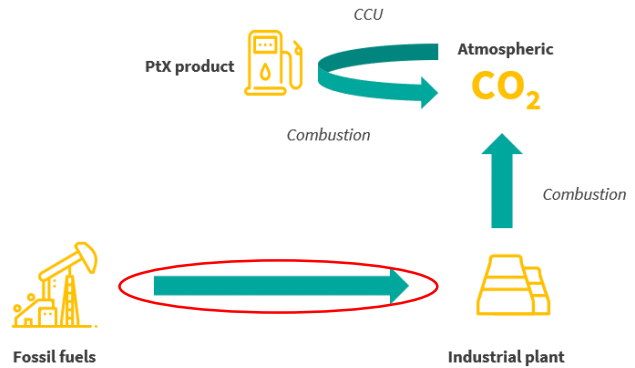 CCU
PtX product
Atmospheric
CO₂
Combustion
Combustion
Fossil fuels
Industrial plant